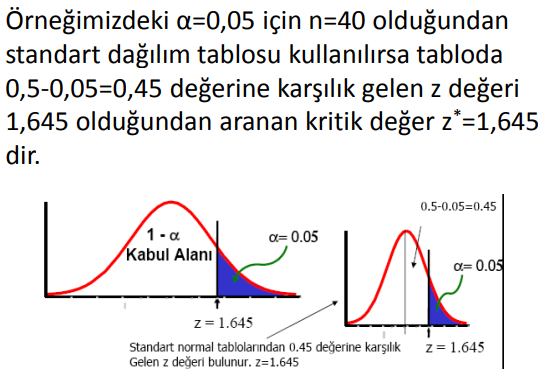 Örneğimizdeki α=0,05 için n=40 olduğundan
standart dağılım tablosu kullanılırsa tabloda
0,5-0,05=0,45 değerine karşılık gelen z değeri
1,645 olduğundan aranan kritik değer z*=1,645
dir.
0.5-0.05=0.45
1 - α
Kabul Alanı
α= 0.05
α= 0.05
z = 1.645
z = 1.645
Standart normal tablolarından 0.45 değerine karşılık
Gelen z değeri bulunur. z=1.645